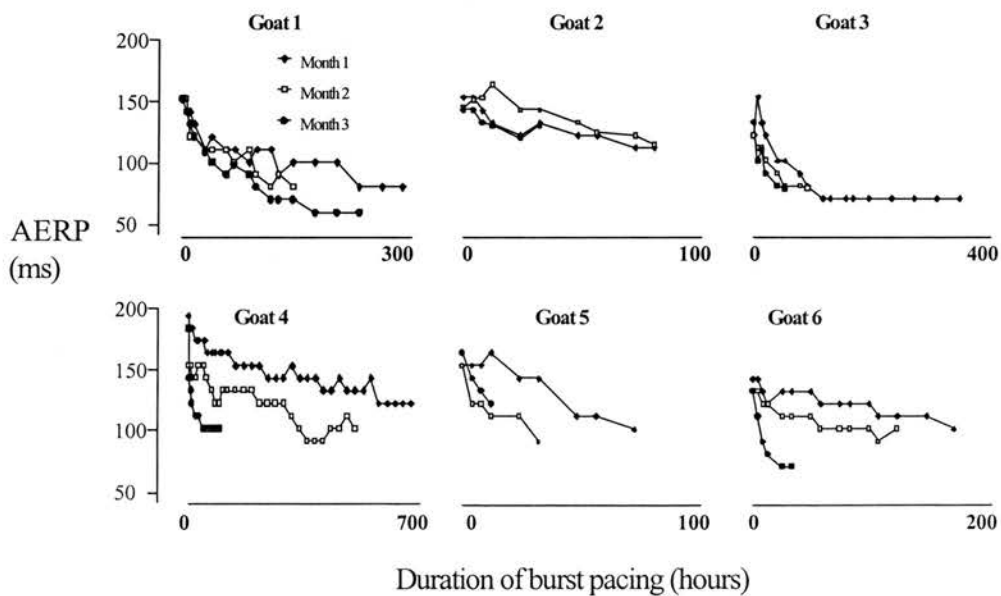 Goat 1
Goat 2
Goat 3
200
150
100
50
Month 1
Month 2
Month 3
0
300
0
100
0
400
AERP
(ms)
Goat 4
Goat 5
Goat 6
200
150
100
50
0
700
0
100
0
200
Duration of burst pacing (hours)